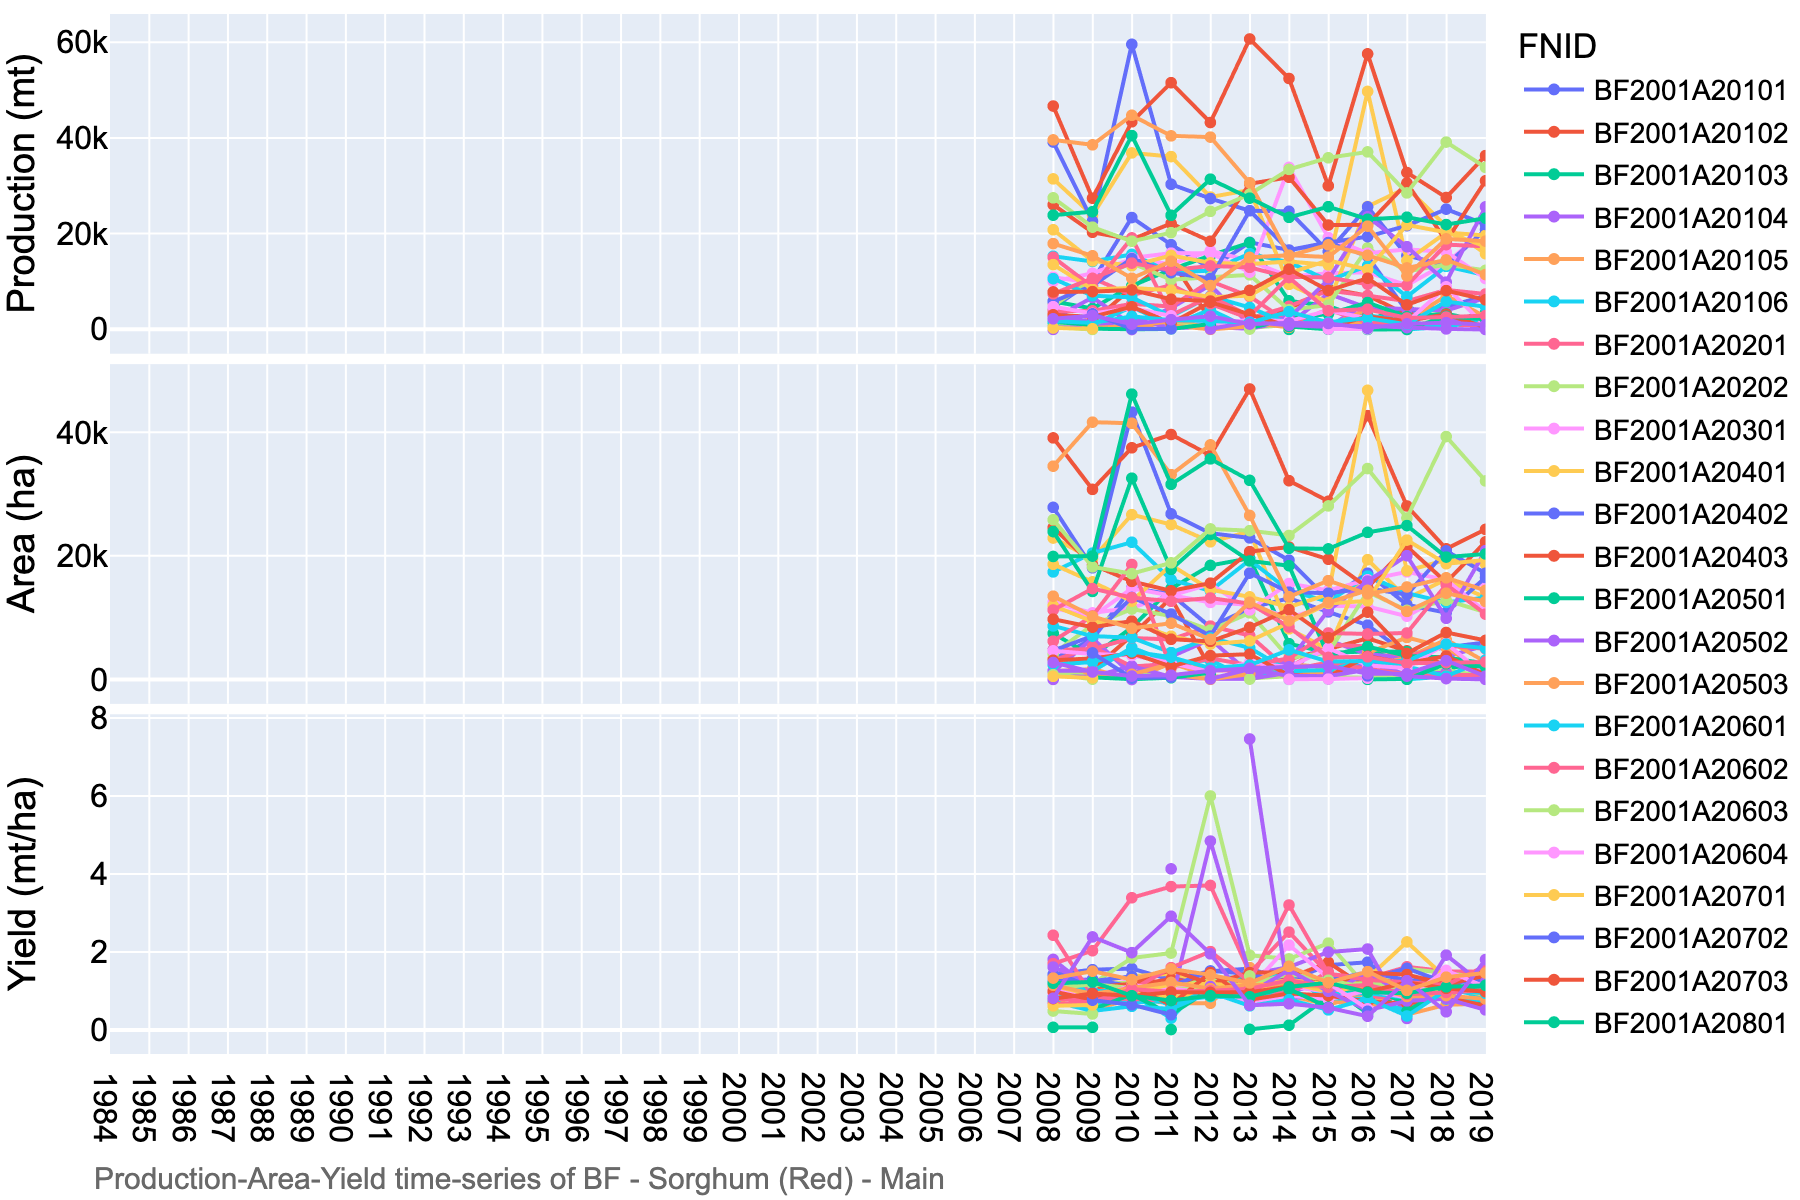 Production (mt)
60k
40k
20k
0
Area (ha)
40k
20k
0
Yield (mt/ha)
8
6
4
2
0
1984
1985
1986
1987
1988
1989
1990
1991
1992
1993
1994
1995
1996
1997
1998
1999
2000
2001
2002
2003
2004
2005
2006
2007
2008
2009
2010
2011
2012
2013
2014
2015
2016
2017
2018
2019
FNID
BF2001A20101
BF2001A20102
BF2001A20103
BF2001A20104
BF2001A20105
BF2001A20106
BF2001A20201
BF2001A20202
BF2001A20301
BF2001A20401
BF2001A20402
BF2001A20403
BF2001A20501
BF2001A20502
BF2001A20503
BF2001A20601
BF2001A20602
BF2001A20603
BF2001A20604
BF2001A20701
BF2001A20702
BF2001A20703
BF2001A20801
Production-Area-Yield time-series of BF - Sorghum (Red) - Main